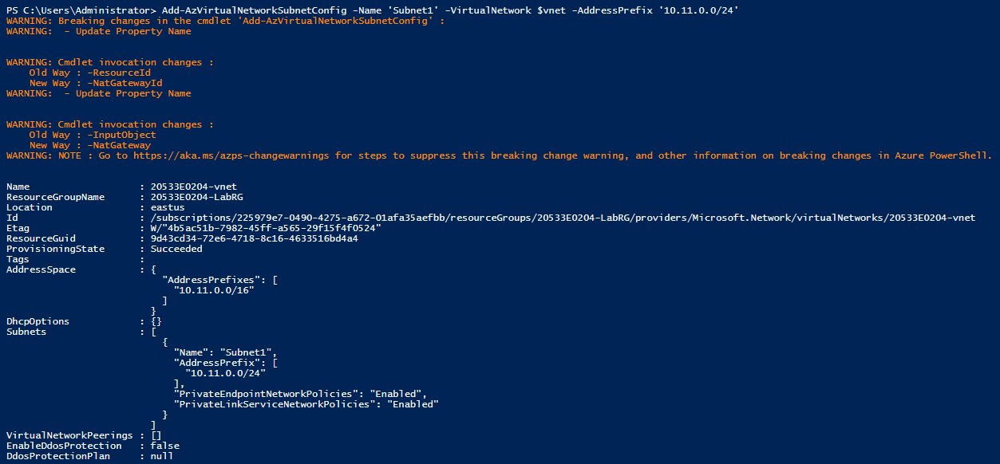 PS C:\Users\Administrator> Add-AzVirtualNetworkSubnetConfig -Name 'Subnet1' -VirtualNetwork $vnet -AddressPrefix '10.11.0.0/24'
WARNING: Breaking changes in the cmdlet 'Add-AzVirtualNetworkSubnetConfig' :
WARNING:  - Update Property Name
WARNING: Cmdlet invocation changes :
    Old Way : -ResourceId
    New Way : -NatGatewayId
WARNING:  - Update Property Name
WARNING: Cmdlet invocation changes :
    Old Way : -InputObject
    New Way : -NatGateway
WARNING: NOTE : Go to https://aka.ms/azps-changewarnings for steps to suppress this breaking change warning, and other information on breaking changes in Azure PowerShell.
Name                   : 20533E0204-vnet
ResourceGroupName      : 20533E0204-LabRG
Location               : eastus
Id                     : /subscriptions/225979e7-0490-4275-a672-01afa35aefbb/resourceGroups/20533E0204-LabRG/providers/Microsoft.Network/virtualNetworks/20533E0204-vnet
Etag                   : W/"4b5ac51b-7982-45ff-a565-29f15f4f0524"
ResourceGuid           : 9d43cd34-72e6-4718-8c16-4633516bd4a4
ProvisioningState      : Succeeded
Tags                   :
AddressSpace           : {
                           "AddressPrefixes": [
                             "10.11.0.0/16"
                           ]
                         }
DhcpOptions            : {}
Subnets                : [
                           {
                             "Name": "Subnet1",
                             "AddressPrefix": [
                               "10.11.0.0/24"
                             ],
                             "PrivateEndpointNetworkPolicies": "Enabled",
                             "PrivateLinkServiceNetworkPolicies": "Enabled"
                           }
                         ]
VirtualNetworkPeerings : []
EnableDdosProtection   : false
DdosProtectionPlan     : null